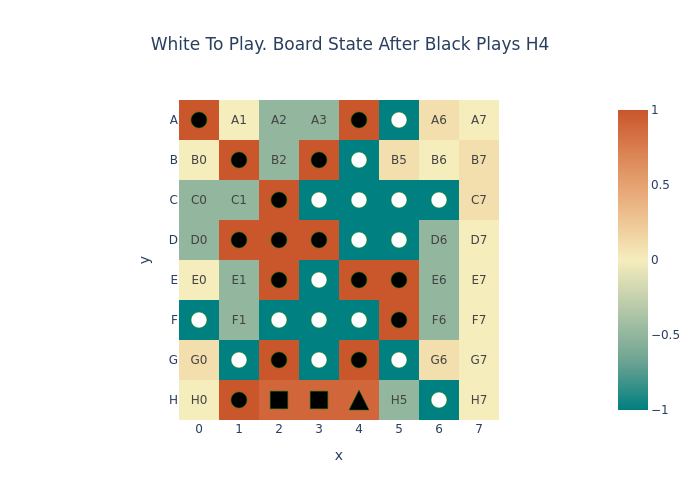 White To Play. Board State After Black Plays H4
A A1 A2 A3 A6 A7
B B0 B2 B5 B6 B7
C C0 C1 C7
D D0 D6 D7
E E0 E1 E6 E7
F F1 F6 F7
G G0 G6 G7
H H0 H5 H7
0 1 2 3 4 5 6 7
x
y
1
0.5
0
−0.5
−1